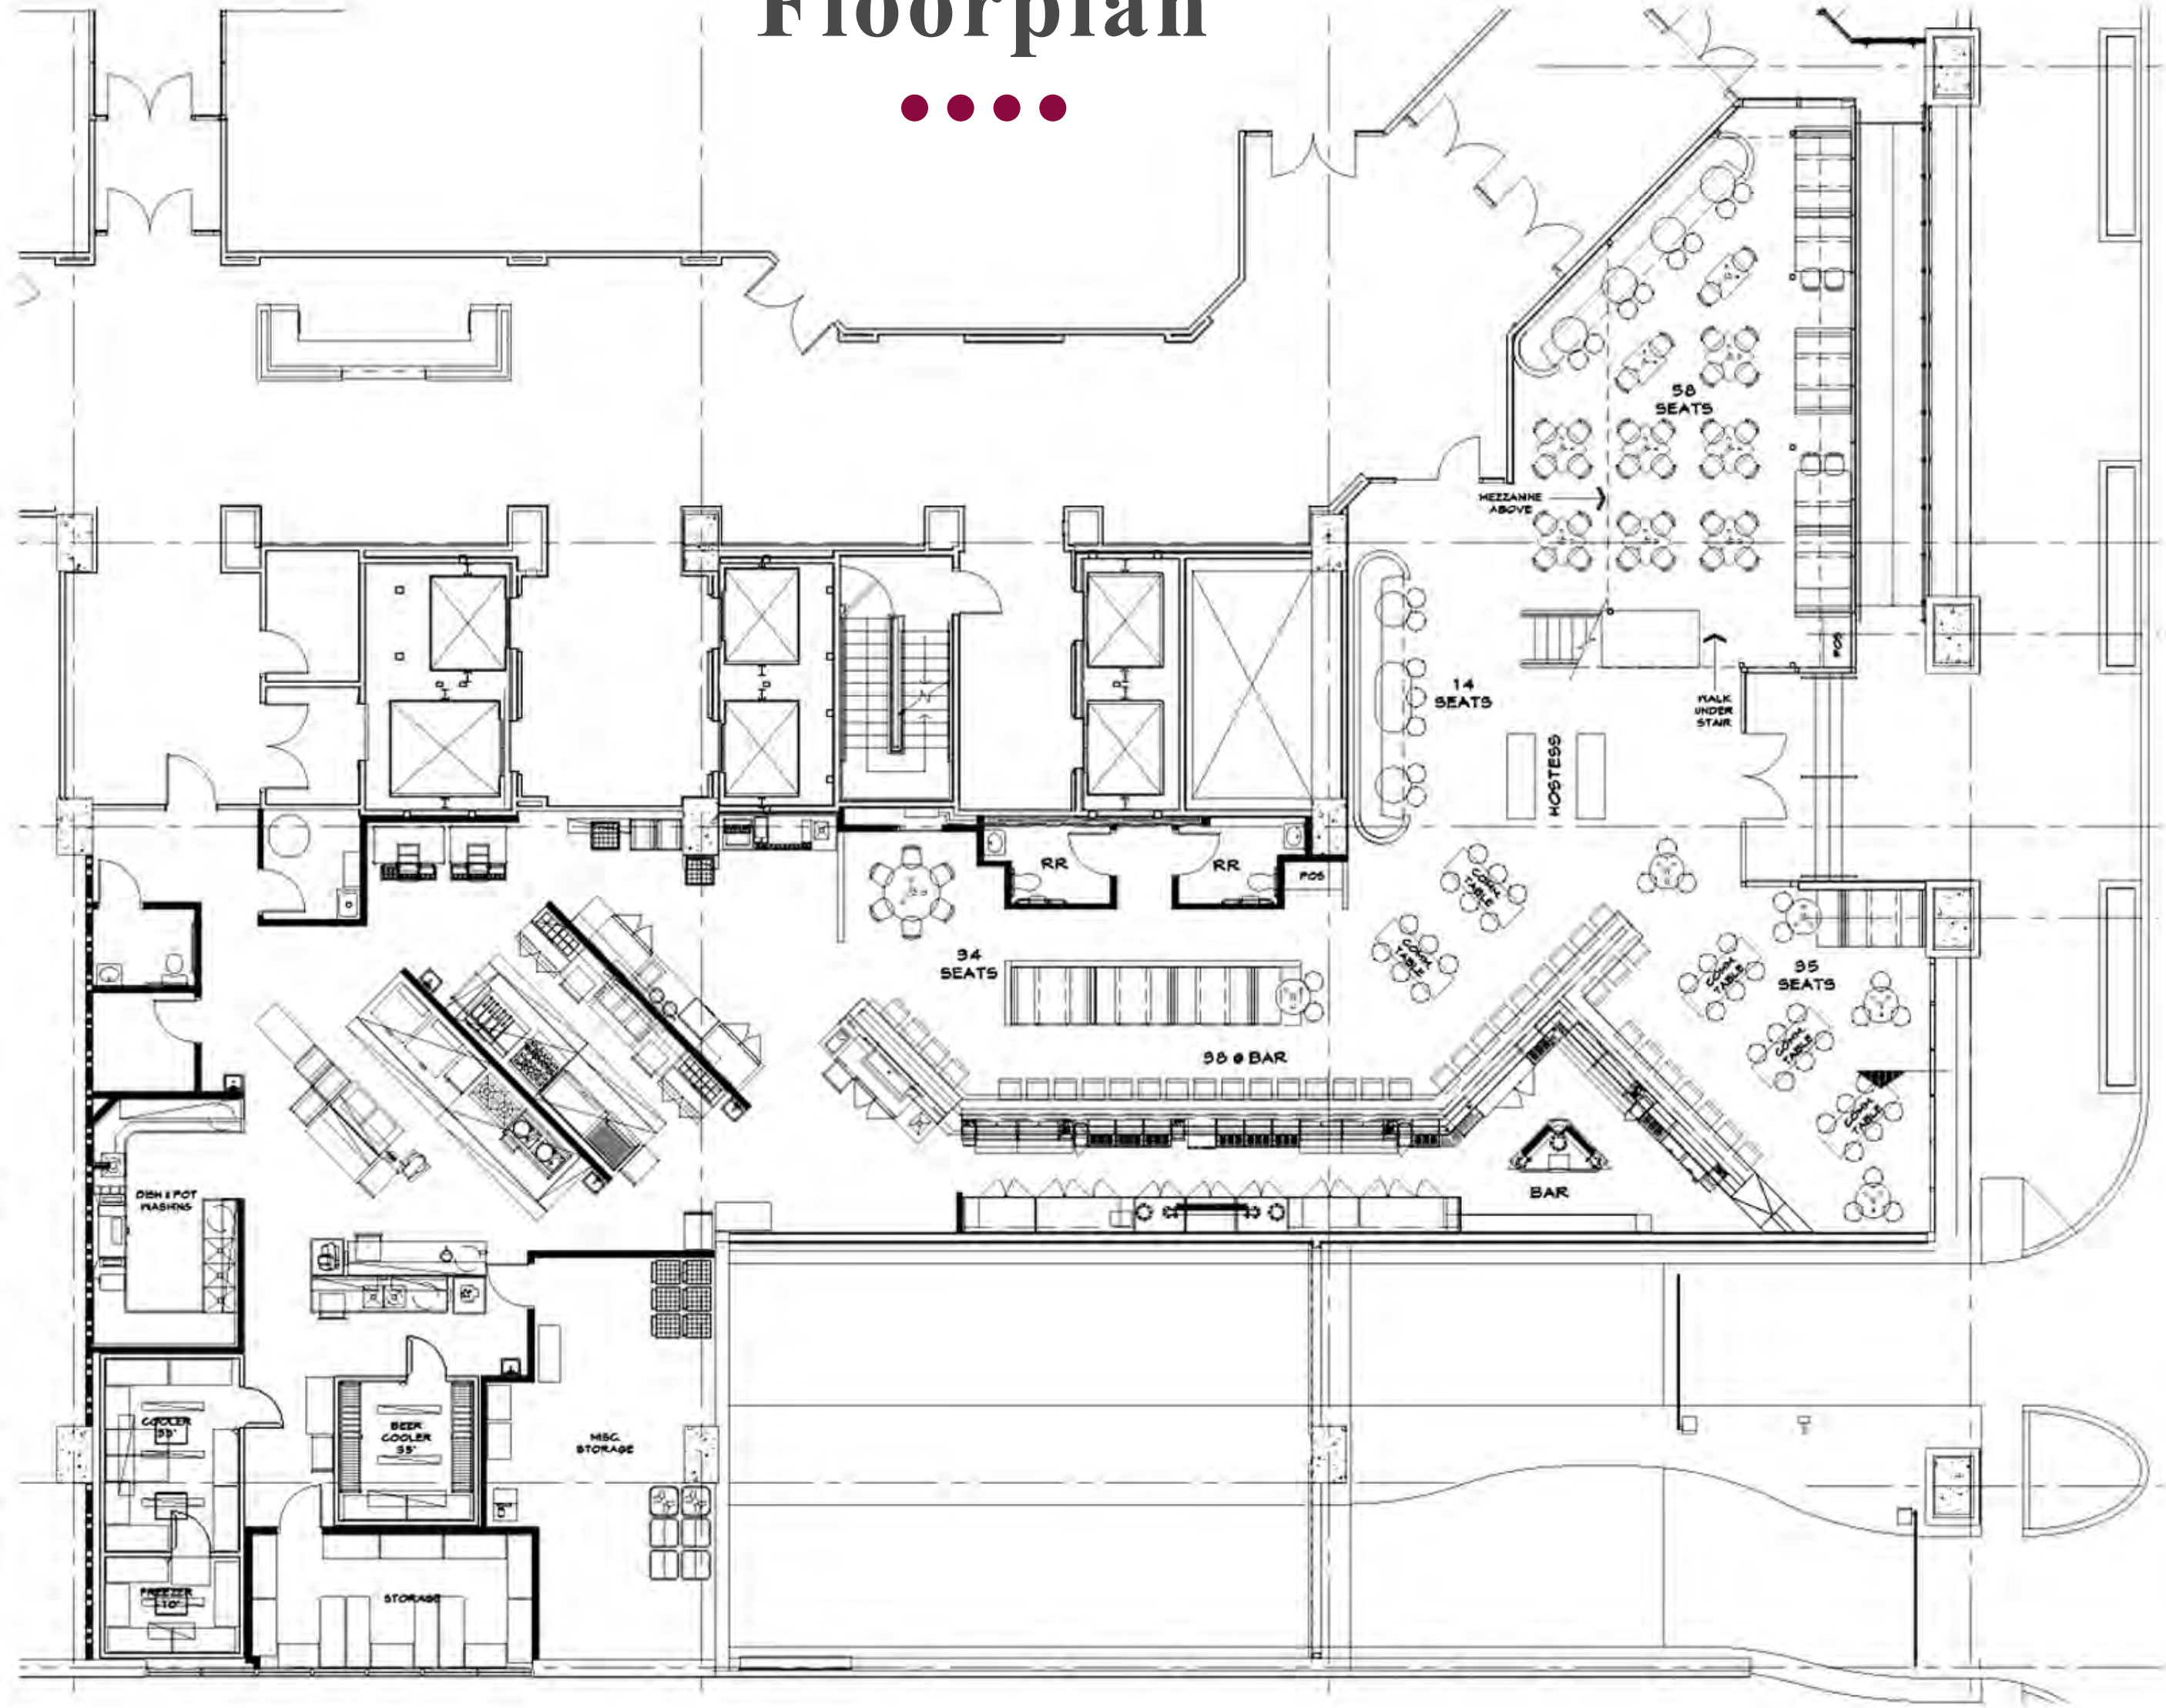 Floorplan
58
SEATS
MEZZANINE
ABOVE
POS
WALK
UNDER
STAIR
14
SEATS
HOSTESS
RR
RR
POS
COMM
TABLE
COMM
TABLE
34
SEATS
COMM
TABLE
35
SEATS
COMM
TABLE
38 @ BAR
COMM
TABLE
BAR
DISH & POT
WASHING
COOLER
35°
BEER
COOLER
35°
MISC.
STORAGE
FREEZER
-10°
STORAGE